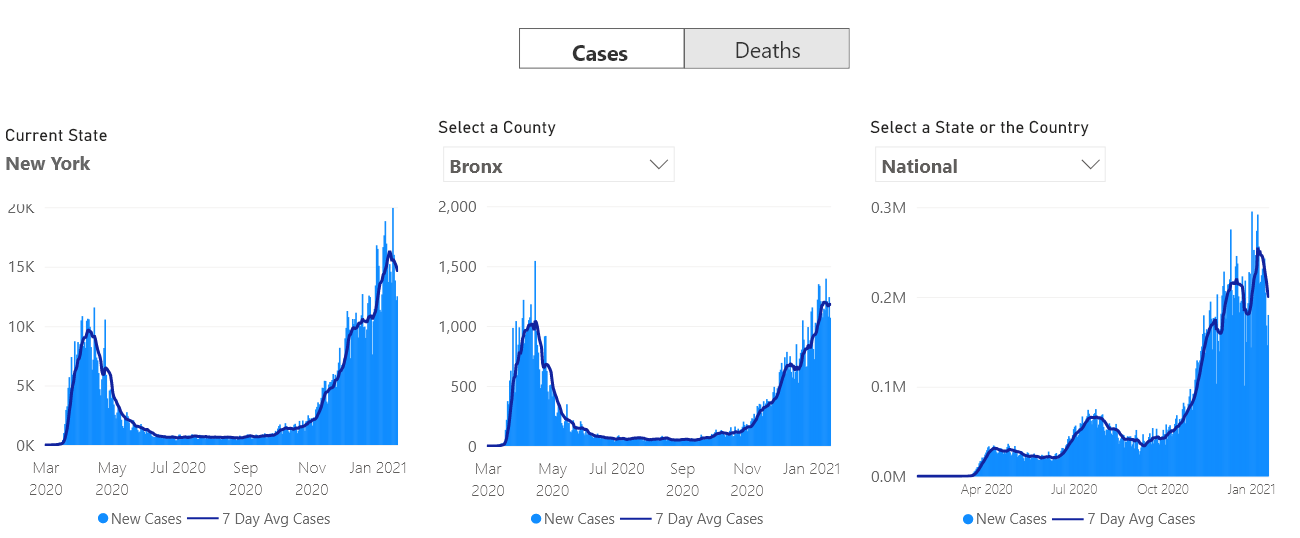 Cases
Deaths
Current State
New York
20K
15K
10K
5K
0K
Mar 2020
May 2020
Jul 2020
Sep 2020
Nov 2020
Jan 2021
New Cases
7 Day Avg Cases
Select a County
Bronx
2,000
1,500
1,000
500
0
Mar 2020
May 2020
Jul 2020
Sep 2020
Nov 2020
Jan 2021
New Cases
7 Day Avg Cases
Select a State or the Country
National
0.3M
0.2M
0.1M
0.0M
Apr 2020
Jul 2020
Oct 2020
Jan 2021
New Cases
7 Day Avg Cases